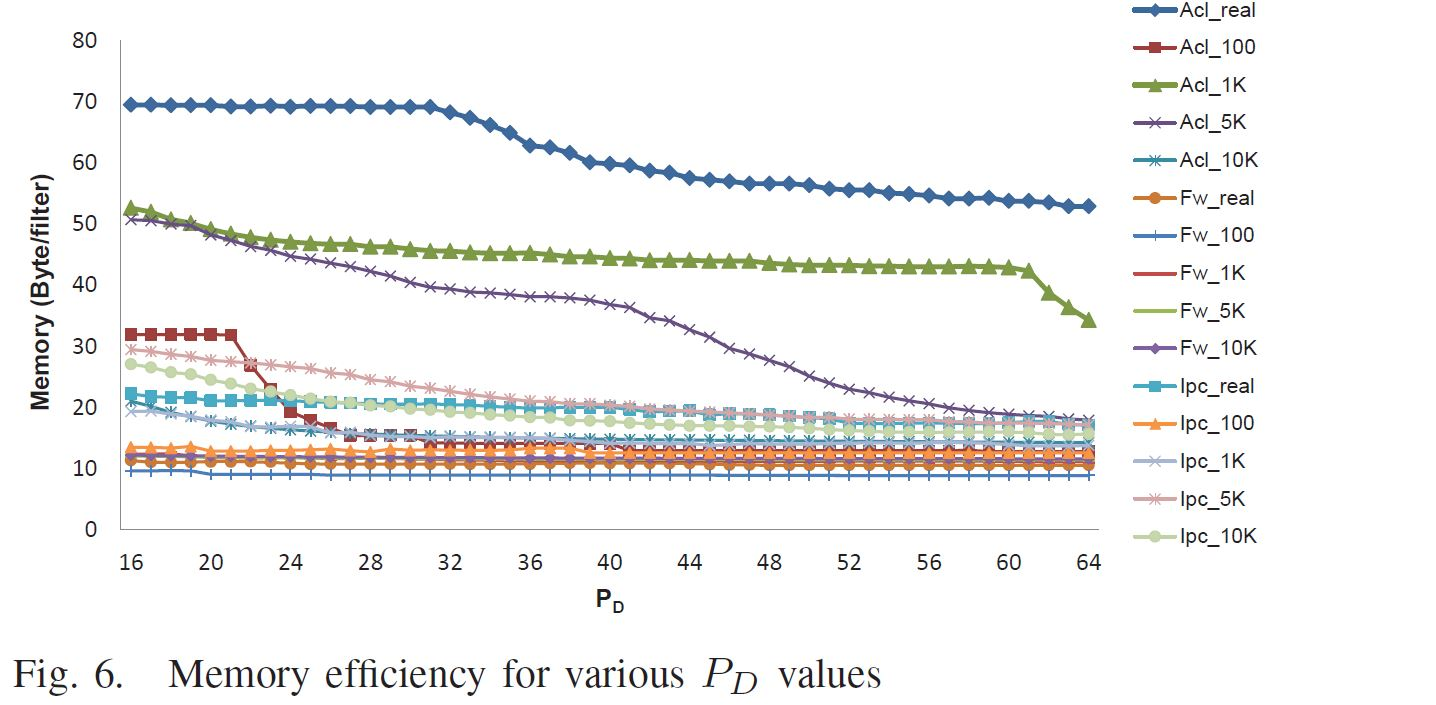 Memory (Byte/filter)
80
70
60
50
40
30
20
10
0
16 20 24 28 32 36 40 44 48 52 56 60 64
P_D
Acl_real
Acl_100
Acl_1K
Acl_5K
Acl_10K
Fw_real
Fw_100
Fw_1K
Fw_5K
Fw_10K
Ipc_real
Ipc_100
Ipc_1K
Ipc_5K
Ipc_10K
Fig. 6. Memory efficiency for various P_D values